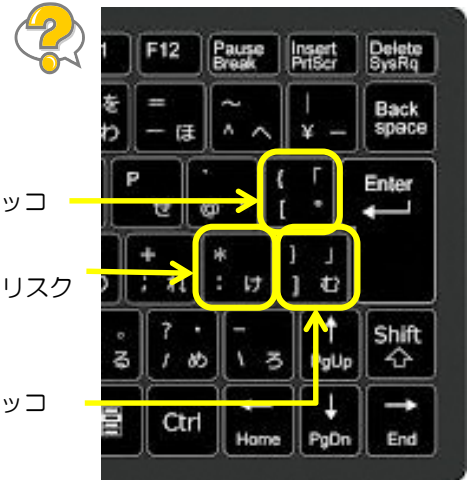 ?
1 F12 Pause Insert Delete
Break PrtScr SysRq
を = ~ | Back
わ - ほ ^ へ ¥ ー space
P ` { 「 Enter
せ @ [ ゜
ッコ
+ * } 」
; れ : け ] む
リスク
。 ? ・ _ ↑ Shift
る / め \ ろ PgUp
ッコ
Ctrl ← ↓ →
Home PgDn End